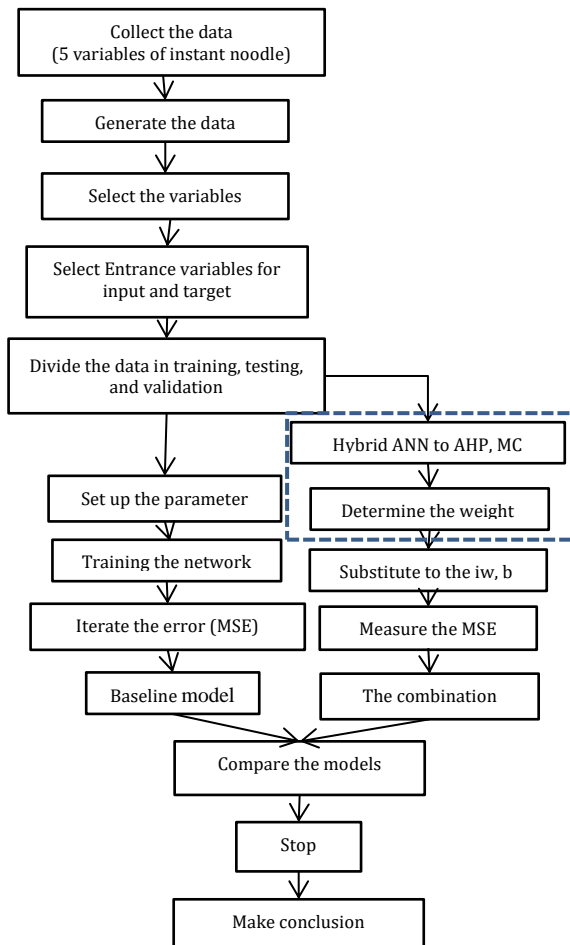 Collect the data
(5 variables of instant noodle)
Generate the data
Select the variables
Select Entrance variables for
input and target
Divide the data in training, testing,
and validation
Set up the parameter
Training the network
Iterate the error (MSE)
Baseline model
Hybrid ANN to AHP, MC
Determine the weight
Substitute to the iw, b
Measure the MSE
The combination
Compare the models
Stop
Make conclusion